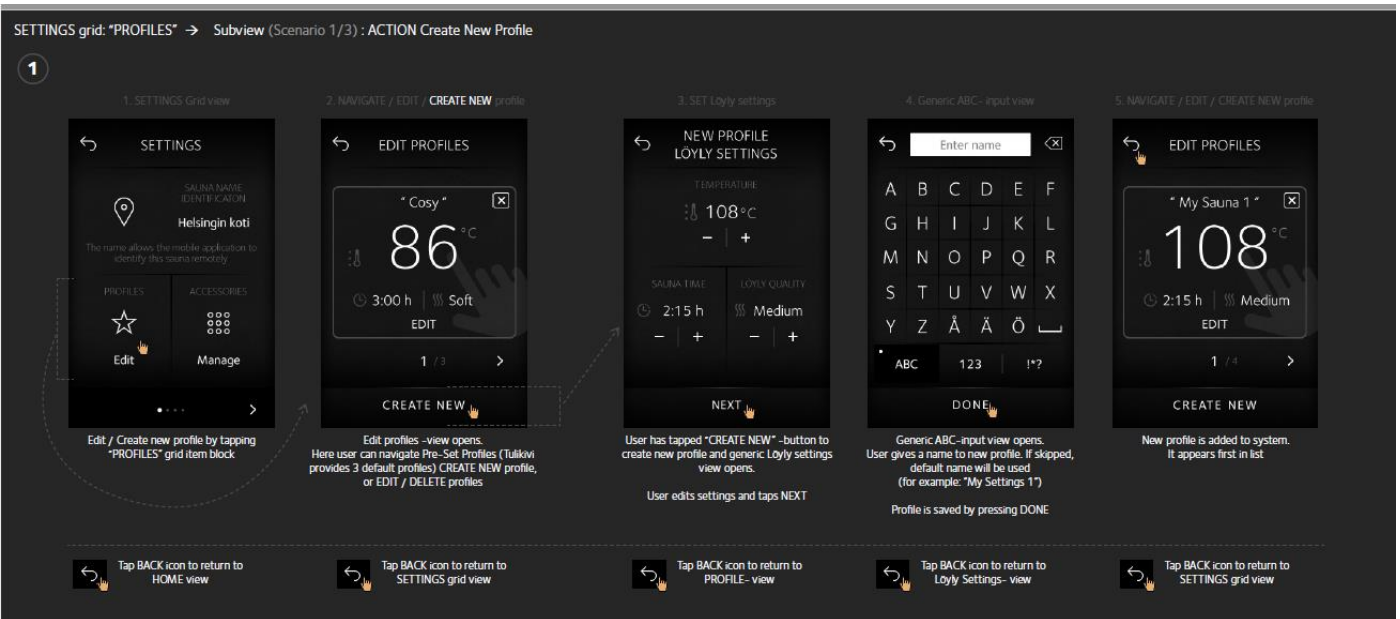 SETTINGS grid: "PROFILES" → Subview (Scenario 1/3) : ACTION Create New Profile
1
1. SETTINGS Grid view
SETTINGS
SAUNA NAME
IDENTIFICATON
Helsingin koti
The name allows the mobile application to
identify this sauna remotely
PROFILES
ACCESSORIES
Edit
Manage
Edit / Create new profile by tapping
"PROFILES" grid item block
Tap BACK icon to return to
HOME view
2. NAVIGATE / EDIT / CREATE NEW profile
EDIT PROFILES
" Cosy "
86 °C
3:00 h | Soft
EDIT
1 / 3
CREATE NEW
Edit profiles -view opens.
Here user can navigate Pre-Set Profiles (Tulikivi
provides 3 default profiles) CREATE NEW profile,
or EDIT / DELETE profiles
Tap BACK icon to return to
SETTINGS grid view
3. SET Löyly settings
NEW PROFILE
LÖYLY SETTINGS
TEMPERATURE
108 °C
− | +
SAUNA TIME
LÖYLY QUALITY
2:15 h
Medium
− | +
− | +
NEXT
User has tapped "CREATE NEW" -button to
create new profile and generic Löyly settings
view opens.
User edits settings and taps NEXT
Tap BACK icon to return to
PROFILE- view
4. Generic ABC- input view
Enter name
A B C D E F
G H I J K L
M N O P Q R
S T U V W X
Y Z Å Ä Ö
ABC 123 !*?
DONE
Generic ABC-input view opens.
User gives a name to new profile. If skipped,
default name will be used
(for example: "My Settings 1")
Profile is saved by pressing DONE
Tap BACK icon to return to
Löyly Settings- view
5. NAVIGATE / EDIT / CREATE NEW profile
EDIT PROFILES
" My Sauna 1 "
108 °C
2:15 h | Medium
EDIT
1 / 4
CREATE NEW
New profile is added to system.
It appears first in list
Tap BACK icon to return to
SETTINGS grid view